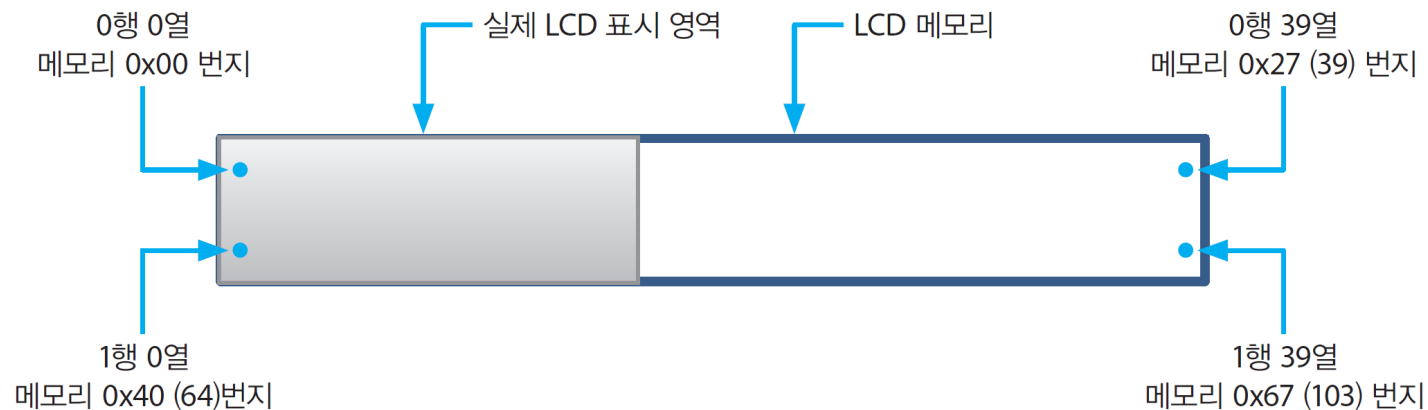 0행 0열
메모리 0x00 번지
실제 LCD 표시 영역
LCD 메모리
0행 39열
메모리 0x27 (39) 번지
1행 0열
메모리 0x40 (64)번지
1행 39열
메모리 0x67 (103) 번지